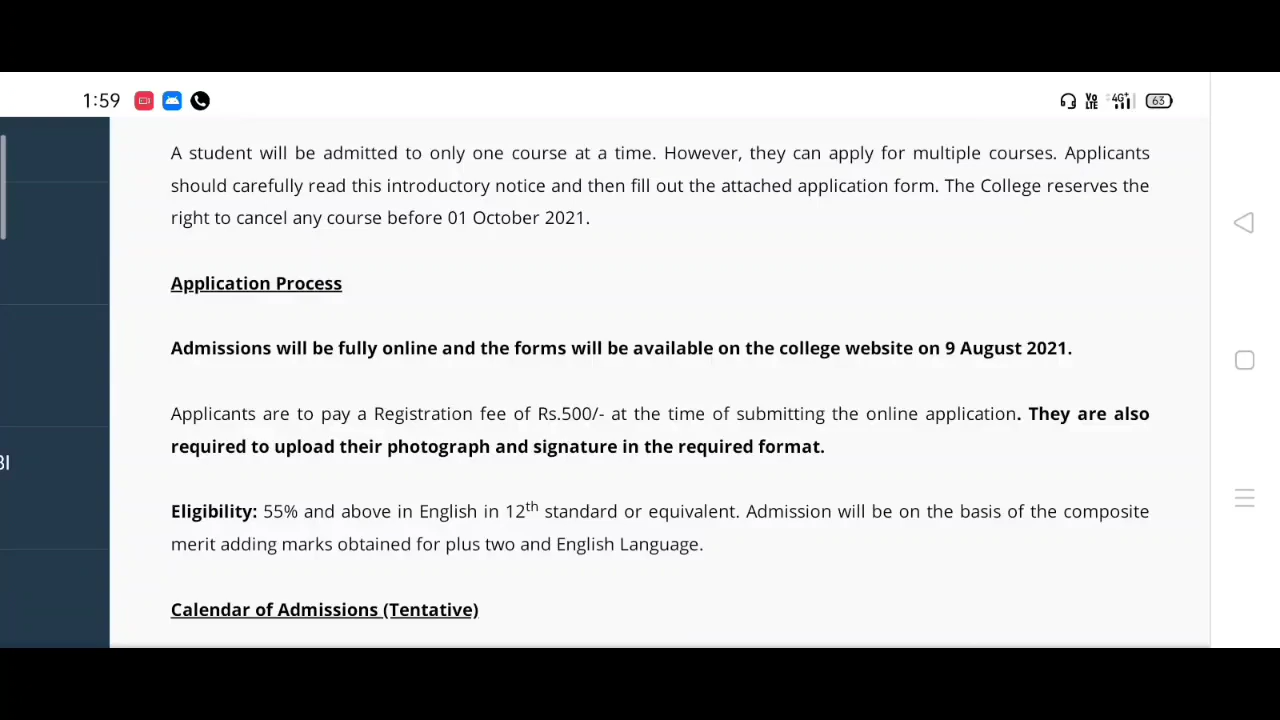 1:59
Vo LTE 4G+ 63
A student will be admitted to only one course at a time. However, they can apply for multiple courses. Applicants
should carefully read this introductory notice and then fill out the attached application form. The College reserves the
right to cancel any course before 01 October 2021.
Application Process
Admissions will be fully online and the forms will be available on the college website on 9 August 2021.
Applicants are to pay a Registration fee of Rs.500/- at the time of submitting the online application. They are also
required to upload their photograph and signature in the required format.
BI
Eligibility: 55% and above in English in 12th standard or equivalent. Admission will be on the basis of the composite
merit adding marks obtained for plus two and English Language.
Calendar of Admissions (Tentative)